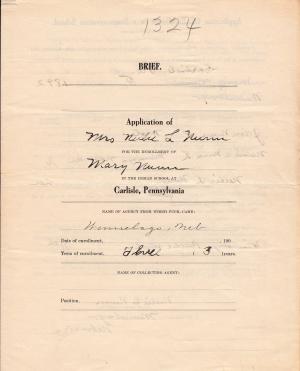 1324
BRIEF.
Application of
Mrs Nellie L Nunn
FOR THE ENROLLMENT OF
Mary Nunn
IN THE INDIAN SCHOOL AT
Carlisle, Pennsylvania
NAME OF AGENCY FROM WHICH PUPIL CAME:
Winnebago, Neb
Date of enrollment, 190
Term of enrollment, Three (3) years.
NAME OF COLLECTING AGENT:
Position,